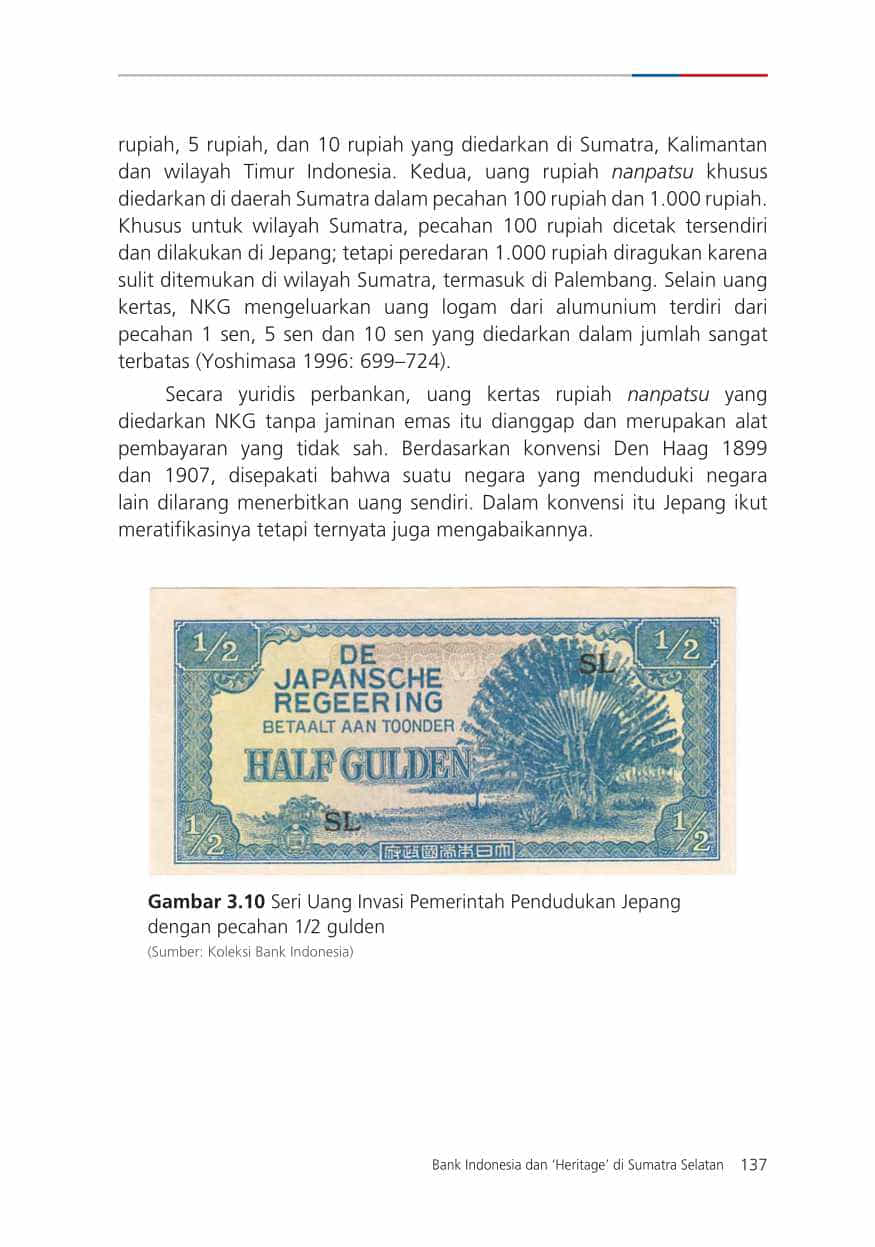 rupiah, 5 rupiah, dan 10 rupiah yang diedarkan di Sumatra, Kalimantan
dan wilayah Timur Indonesia. Kedua, uang rupiah nanpatsu khusus
diedarkan di daerah Sumatra dalam pecahan 100 rupiah dan 1.000 rupiah.
Khusus untuk wilayah Sumatra, pecahan 100 rupiah dicetak tersendiri
dan dilakukan di Jepang; tetapi peredaran 1.000 rupiah diragukan karena
sulit ditemukan di wilayah Sumatra, termasuk di Palembang. Selain uang
kertas, NKG mengeluarkan uang logam dari alumunium terdiri dari
pecahan 1 sen, 5 sen dan 10 sen yang diedarkan dalam jumlah sangat
terbatas (Yoshimasa 1996: 699–724).
Secara yuridis perbankan, uang kertas rupiah nanpatsu yang
diedarkan NKG tanpa jaminan emas itu dianggap dan merupakan alat
pembayaran yang tidak sah. Berdasarkan konvensi Den Haag 1899
dan 1907, disepakati bahwa suatu negara yang menduduki negara
lain dilarang menerbitkan uang sendiri. Dalam konvensi itu Jepang ikut
meratifikasinya tetapi ternyata juga mengabaikannya.
1/2
1/2
DE
JAPANSCHE
REGEERING
BETAALT AAN TOONDER
HALF GULDEN
SL
SL
1/2
1/2
府政國帝本日大
Gambar 3.10 Seri Uang Invasi Pemerintah Pendudukan Jepang
dengan pecahan 1/2 gulden
(Sumber: Koleksi Bank Indonesia)
Bank Indonesia dan ‘Heritage’ di Sumatra Selatan 137